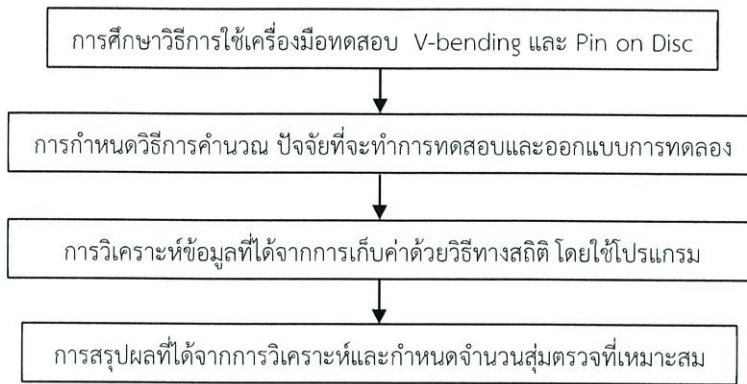 การศึกษาวิธีการใช้เครื่องมือทดสอบ V-bending และ Pin on Disc
การกำหนดวิธีการคำนวณ ปัจจัยที่จะทำการทดสอบและออกแบบการทดลอง
การวิเคราะห์ข้อมูลที่ได้จากการเก็บค่าด้วยวิธีทางสถิติ โดยใช้โปรแกรม
การสรุปผลที่ได้จากการวิเคราะห์และกำหนดจำนวนสุ่มตรวจที่เหมาะสม